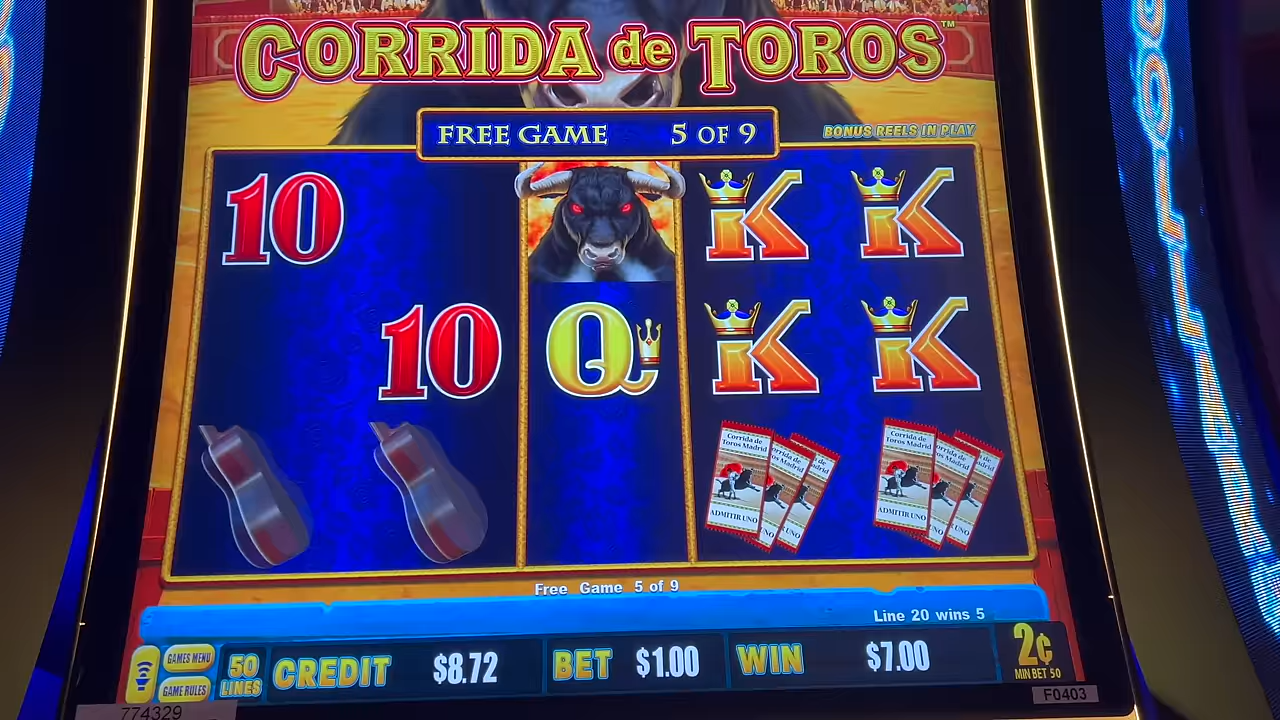 CORRIDA de TOROS™
FREE GAME 5 OF 9
BONUS REELS IN PLAY
10 K K
10 Q K K
Corrida de Toros Madrid
ADMITIR UNO
Corrida de Toros Madrid
ADMITIR UNO
Free Game 5 of 9
Line 20 wins 5
GAMES MENU
GAME RULES
50 LINES
CREDIT $8.72
BET $1.00
WIN $7.00
2¢
MIN BET 50
F0403
774329